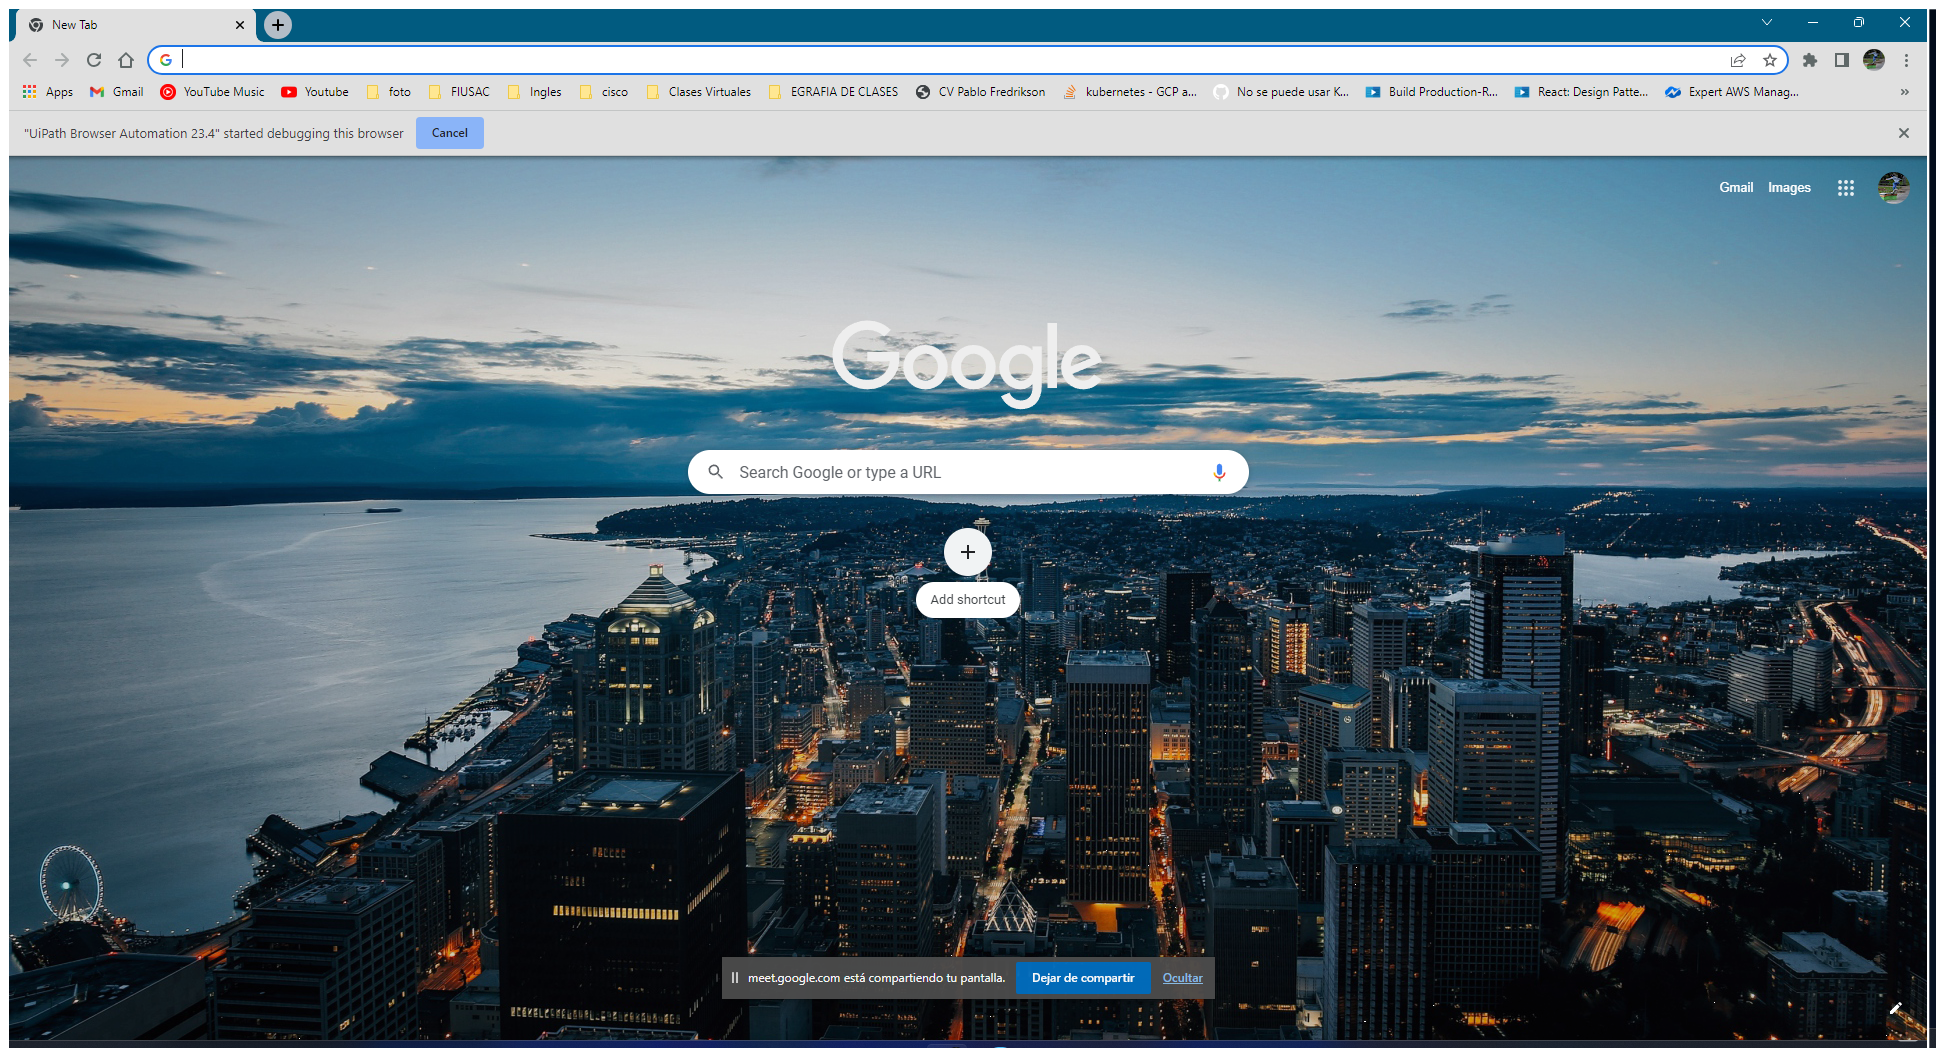 New Tab
Apps Gmail YouTube Music Youtube foto FIUSAC Ingles cisco Clases Virtuales EGRAFIA DE CLASES CV Pablo Fredrikson kubernetes - GCP a... No se puede usar K... Build Production-R... React: Design Patte... Expert AWS Manag... »
"UiPath Browser Automation 23.4" started debugging this browser Cancel
Gmail Images
Google
Search Google or type a URL
Add shortcut
meet.google.com está compartiendo tu pantalla. Dejar de compartir Ocultar